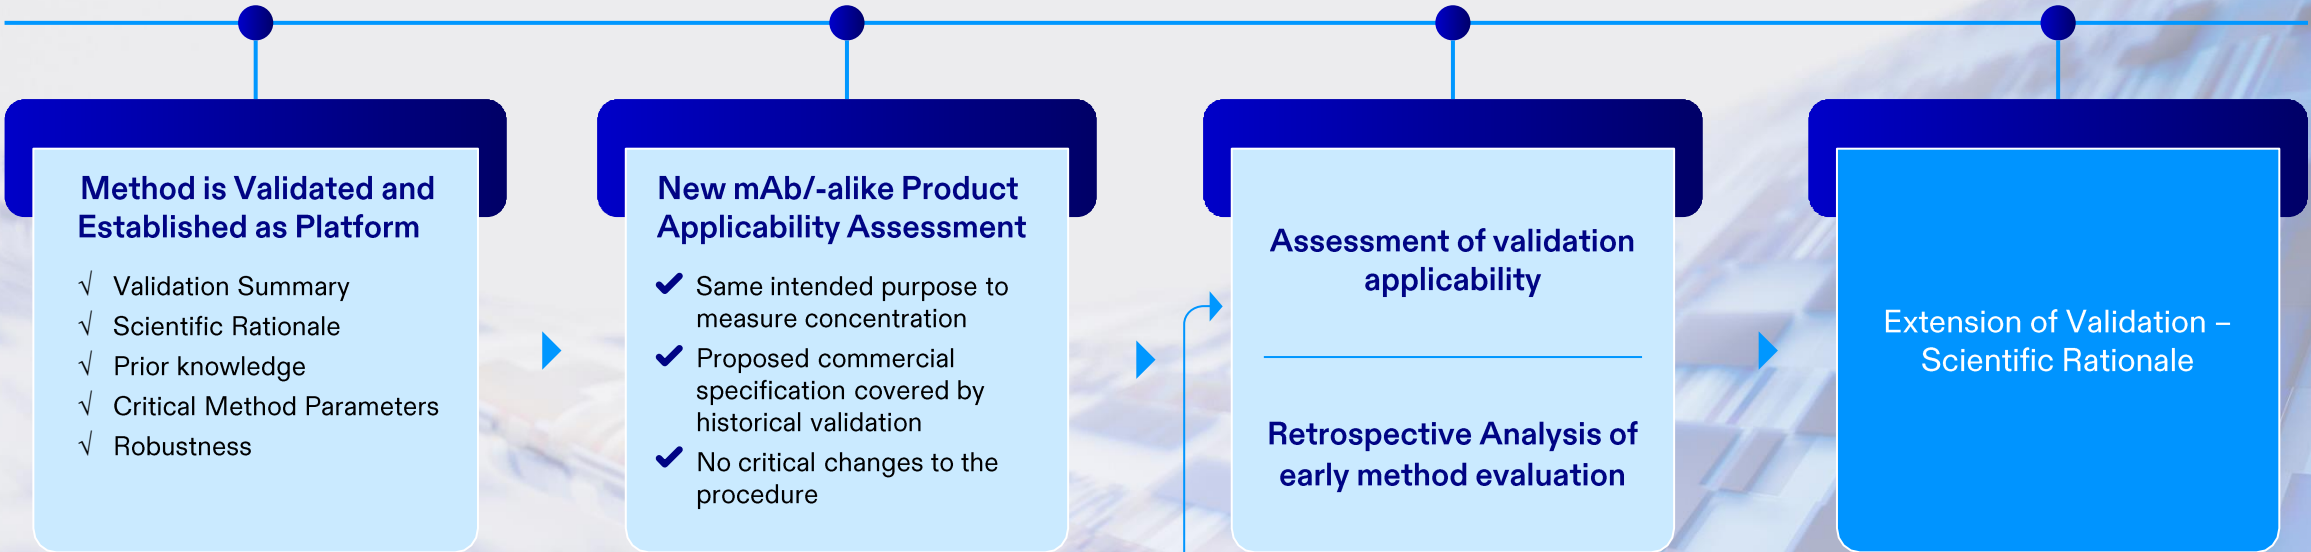 Method is Validated and
Established as Platform
√ Validation Summary
√ Scientific Rationale
√ Prior knowledge
√ Critical Method Parameters
√ Robustness
New mAb/-alike Product
Applicability Assessment
✔ Same intended purpose to
measure concentration
✔ Proposed commercial
specification covered by
historical validation
✔ No critical changes to the
procedure
Assessment of validation
applicability
Retrospective Analysis of
early method evaluation
Extension of Validation –
Scientific Rationale